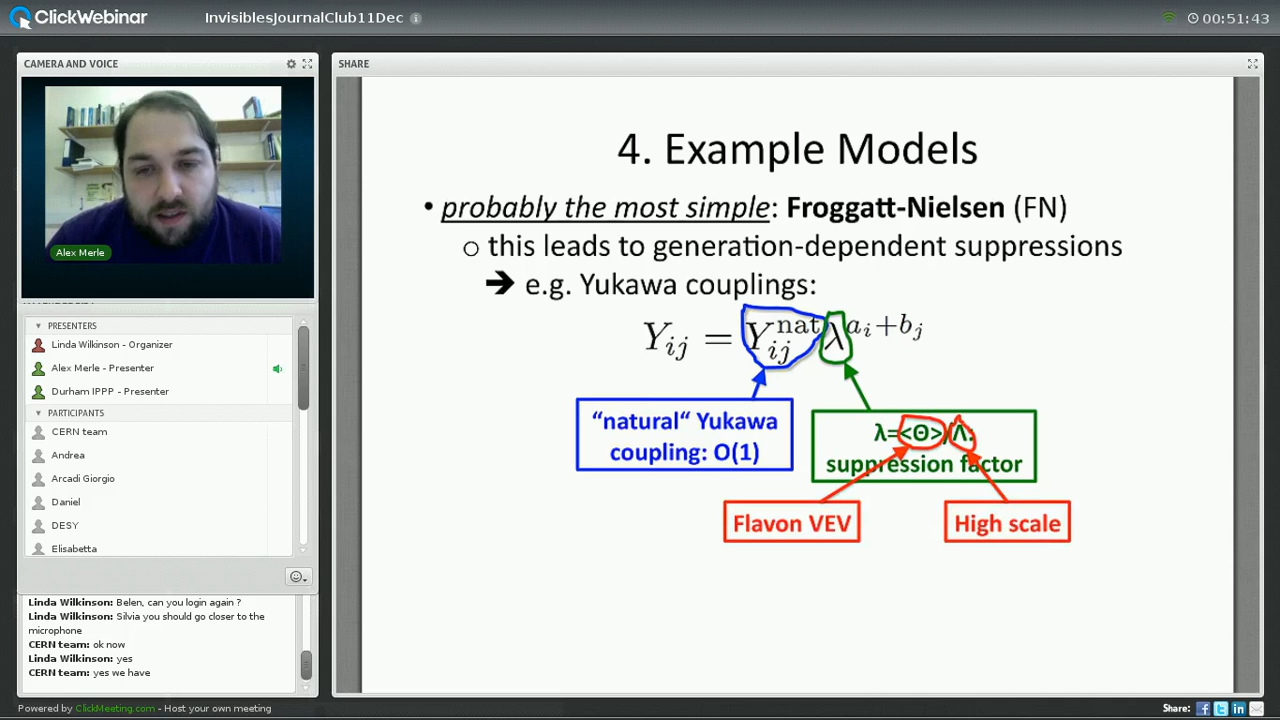 ClickWebinar
InvisiblesJournalClub11Dec
00:51:43
CAMERA AND VOICE
Alex Merle
PRESENTERS
Linda Wilkinson - Organizer
Alex Merle - Presenter
Durham IPPP - Presenter
PARTICIPANTS
CERN team
Andrea
Arcadi Giorgio
Daniel
DESY
Elisabetta
Linda Wilkinson: Belen, can you login again ?
Linda Wilkinson: Silvia you should go closer to the
microphone
CERN team: ok now
Linda Wilkinson: yes
CERN team: yes we have
SHARE
4. Example Models
• probably the most simple: Froggatt-Nielsen (FN)
o this leads to generation-dependent suppressions
➔ e.g. Yukawa couplings:
Y_{ij} = Y_{ij}^{nat} λ^{a_i+b_j}
“natural“ Yukawa
coupling: O(1)
λ=<Θ>/Λ:
suppression factor
Flavon VEV
High scale
Powered by ClickMeeting.com - Host your own meeting
Share: